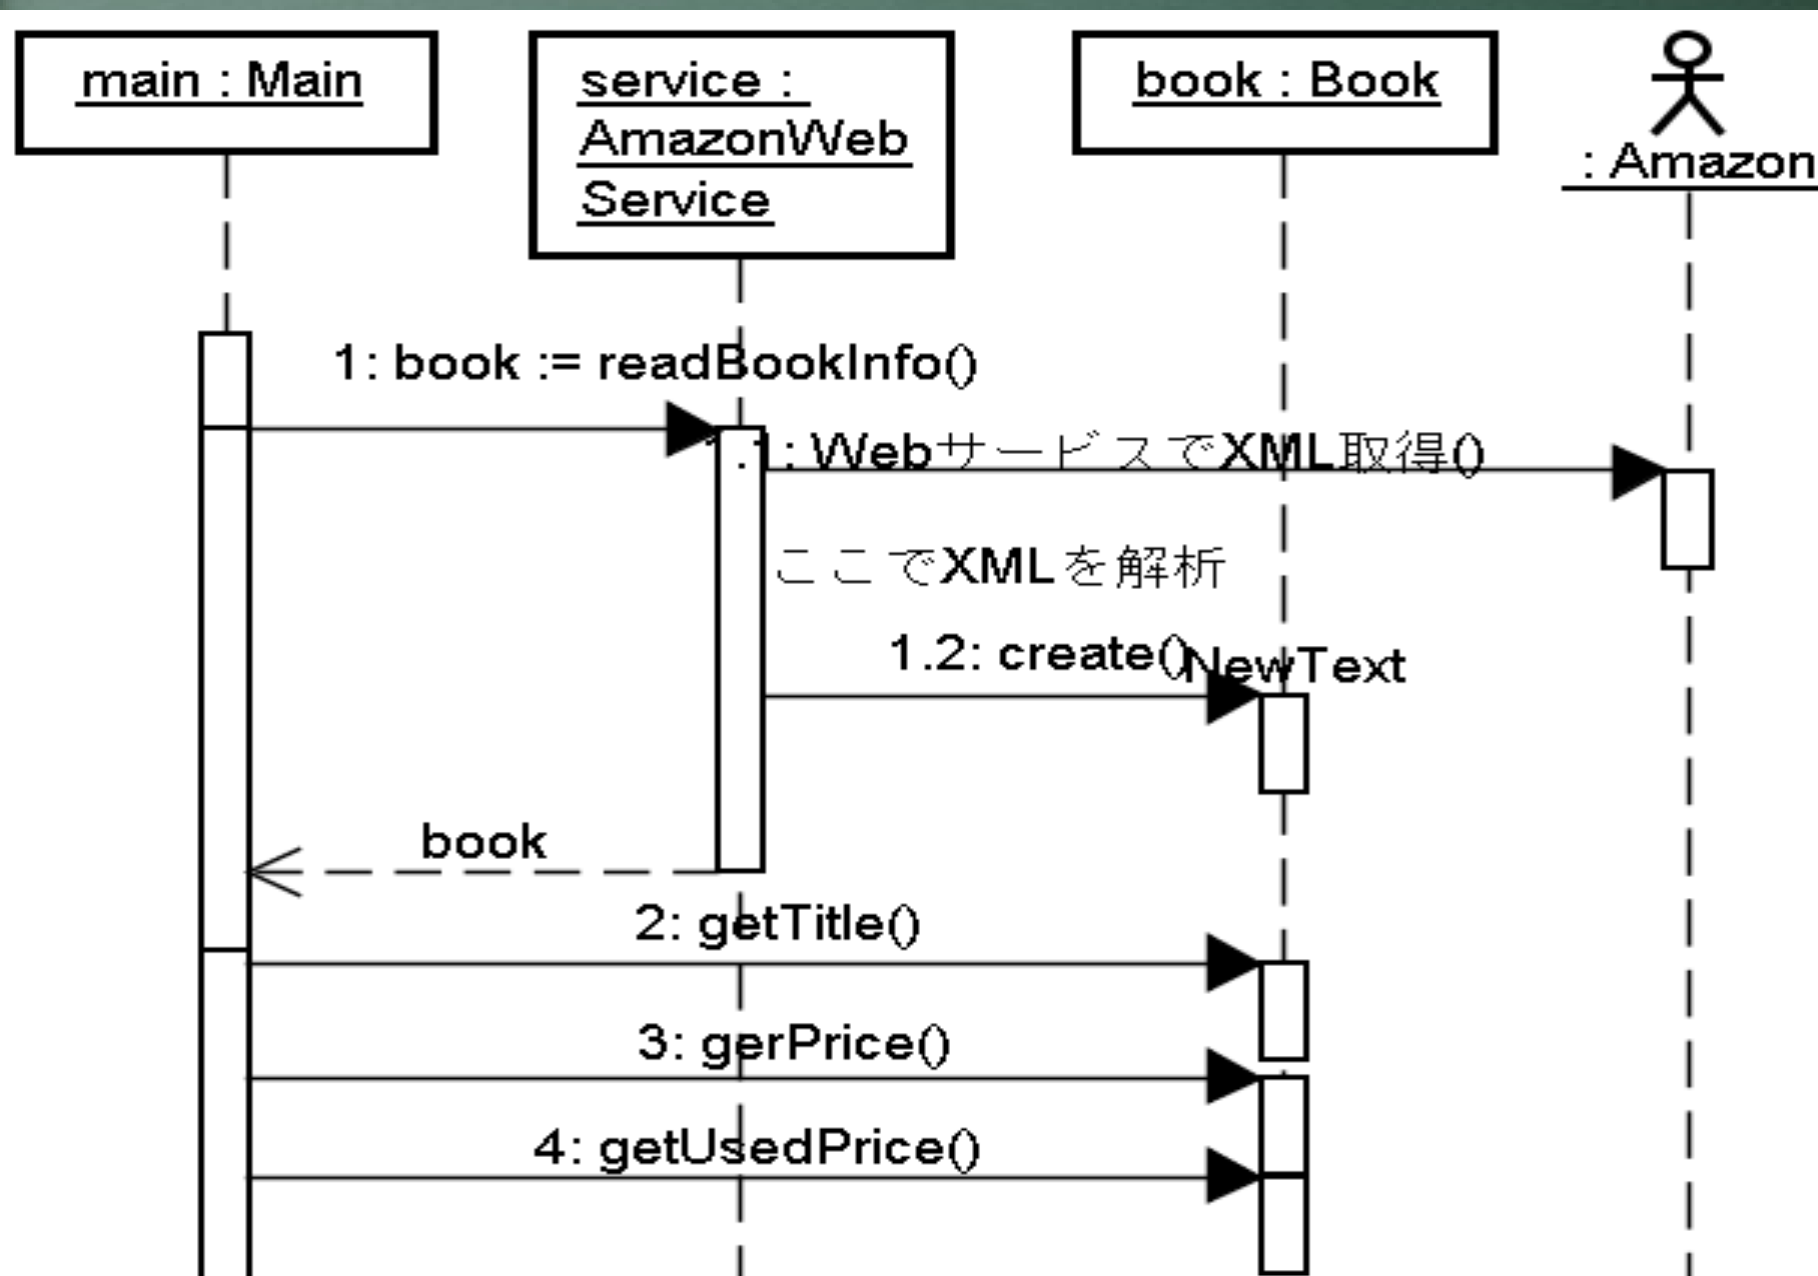 main : Main
service :
AmazonWeb
Service
book : Book
: Amazon
1: book := readBookInfo()
1.1: WebサービスでXML取得()
ここでXMLを解析
1.2: create()
NewText
book
2: getTitle()
3: gerPrice()
4: getUsedPrice()